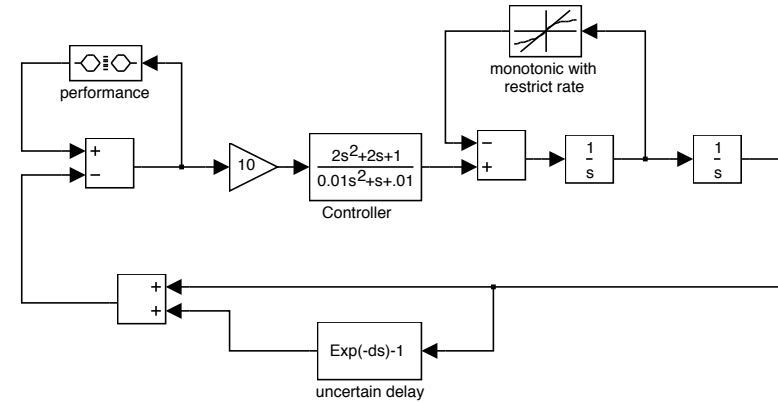 performance
+
−
10
2s²+2s+1
0.01s²+s+.01
Controller
monotonic with
restrict rate
−
+
1
s
1
s
+
+
Exp(-ds)-1
uncertain delay